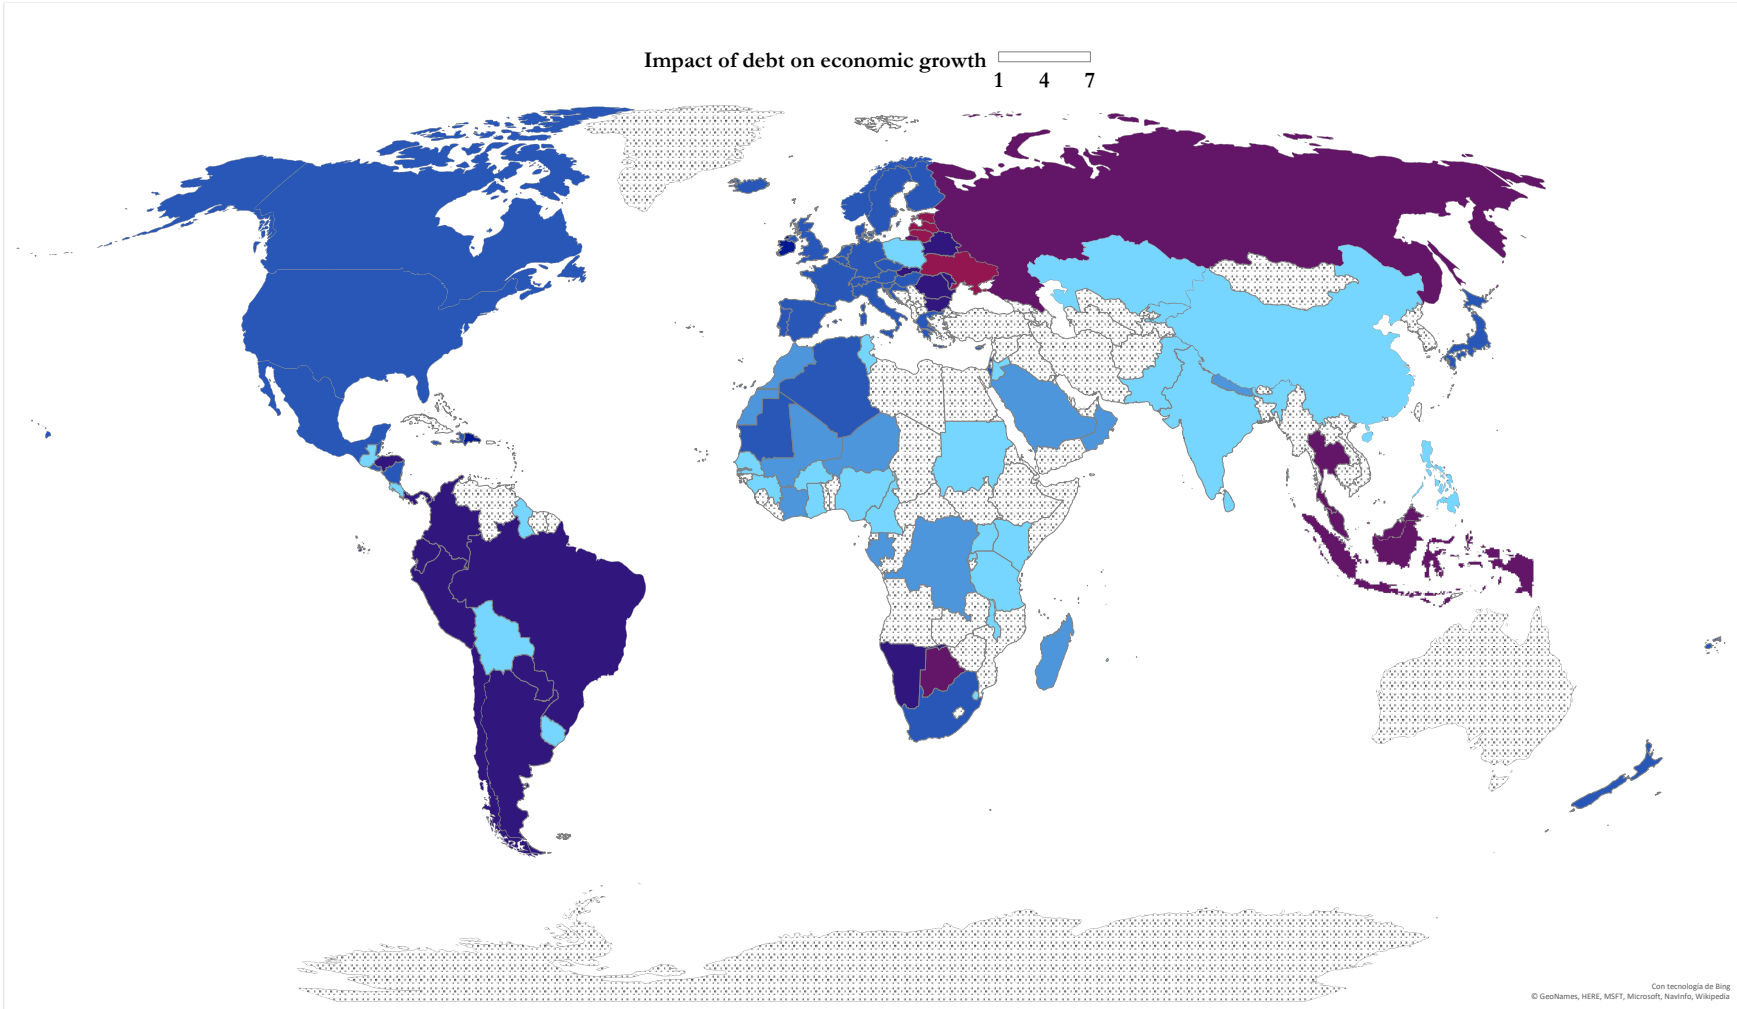 Impact of debt on economic growth
1 4 7
Con tecnología de Bing
© GeoNames, HERE, MSFT, Microsoft, NavInfo, Wikipedia